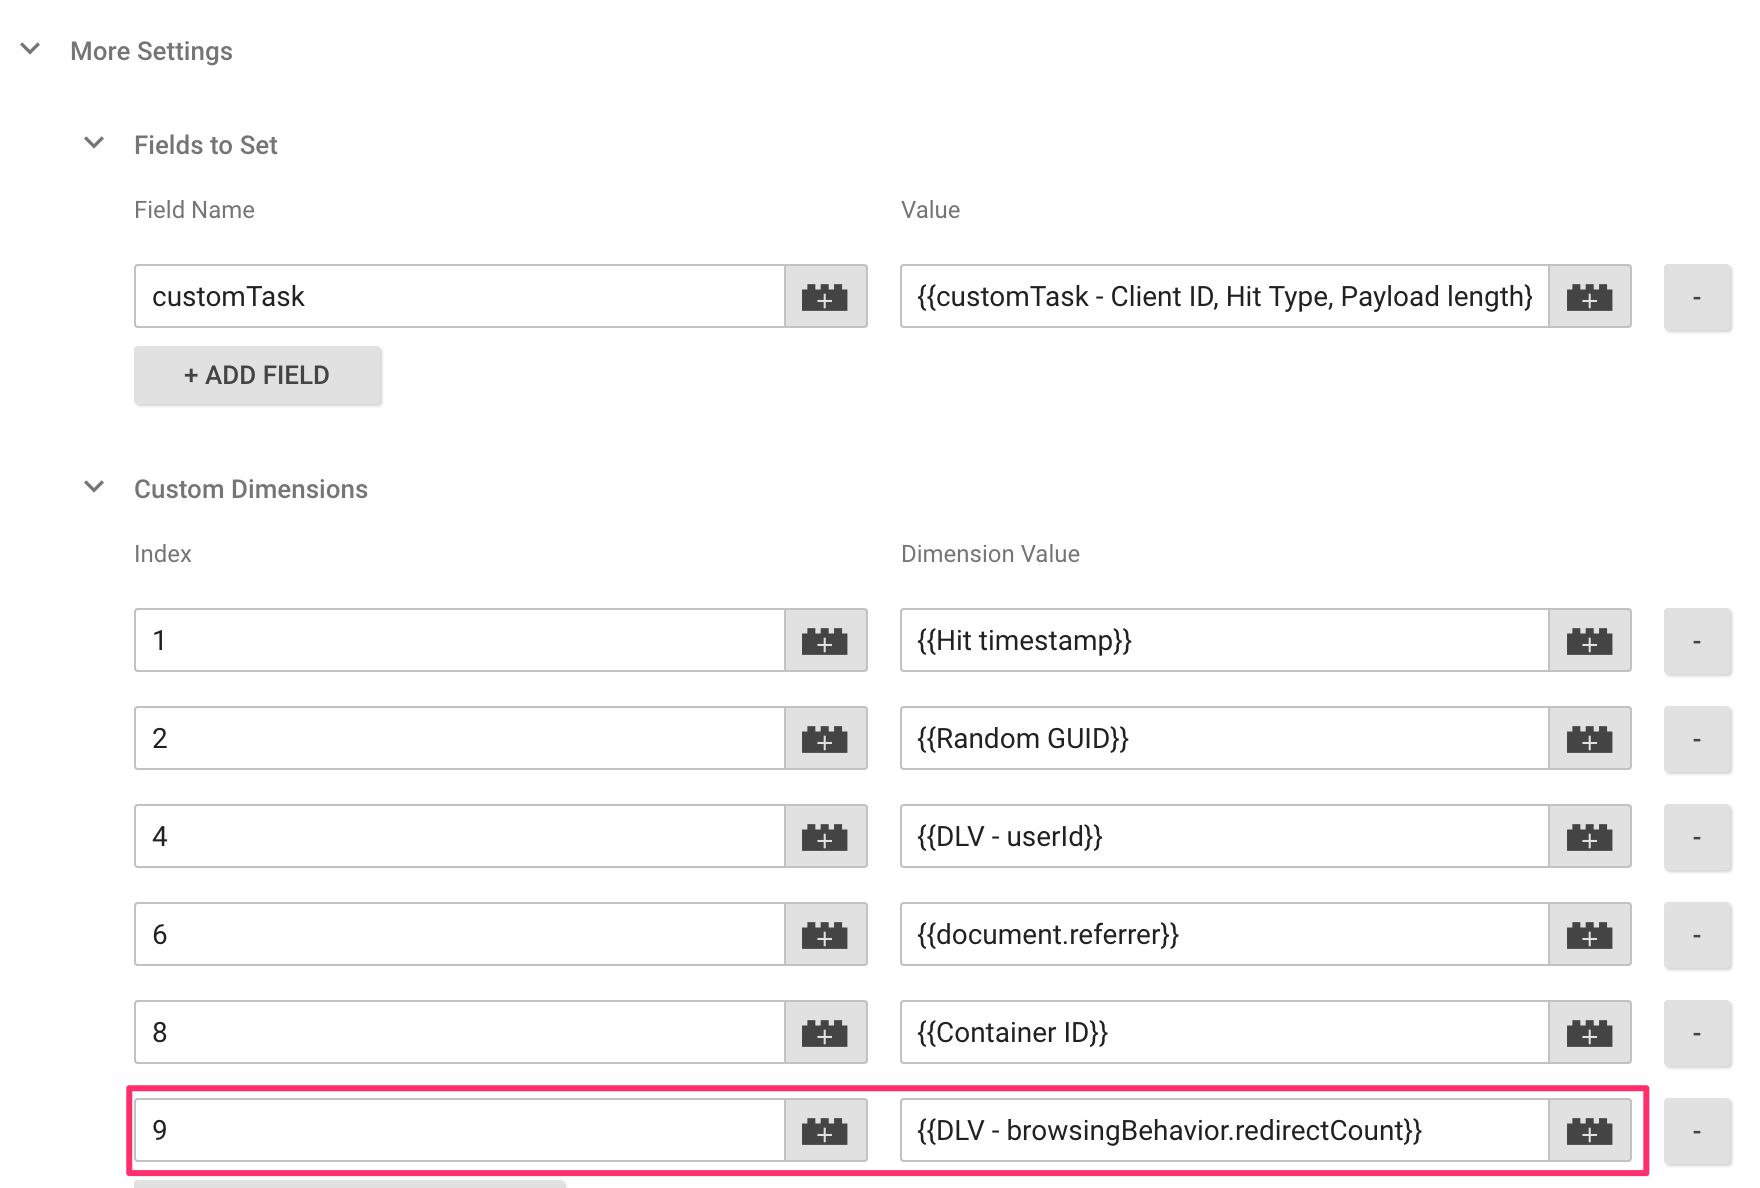 More Settings
Fields to Set
Field Name Value
customTask {{customTask - Client ID, Hit Type, Payload length} -
+ ADD FIELD
Custom Dimensions
Index Dimension Value
1 {{Hit timestamp}} -
2 {{Random GUID}} -
4 {{DLV - userId}} -
6 {{document.referrer}} -
8 {{Container ID}} -
9 {{DLV - browsingBehavior.redirectCount}} -